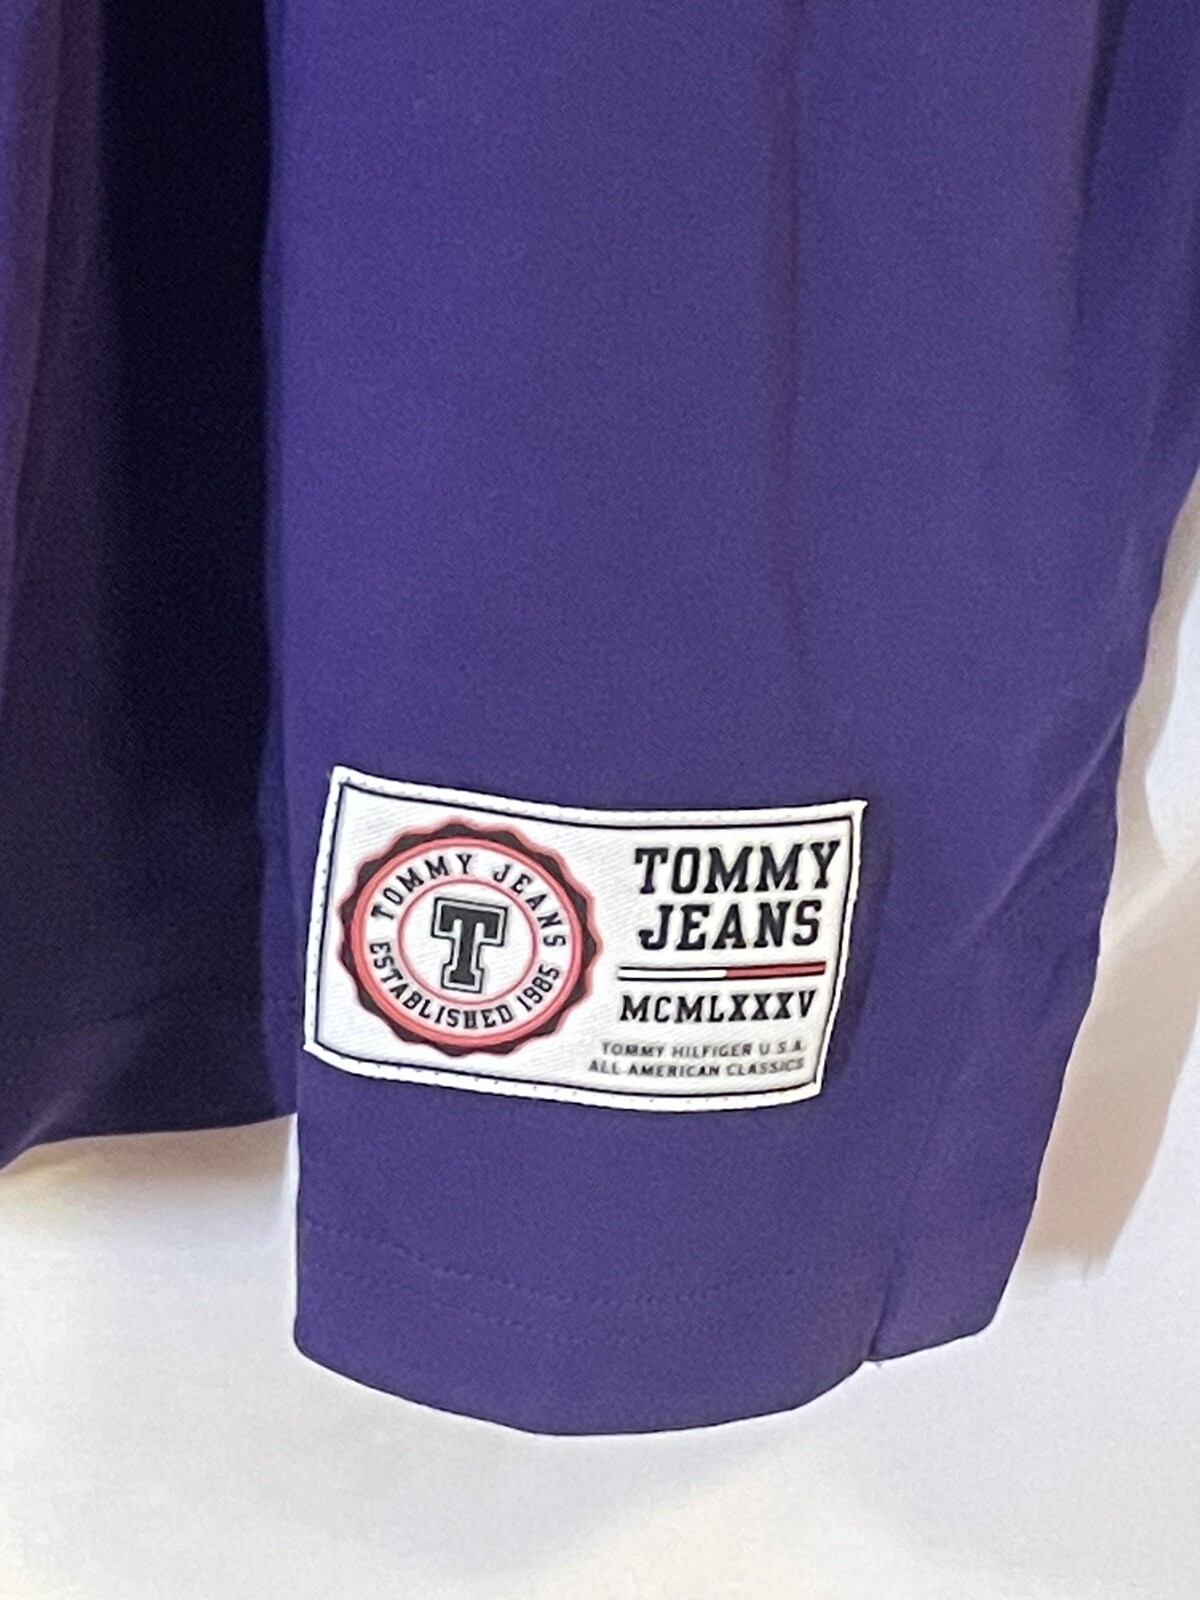 TOMMY JEANS
T
ESTABLISHED 1985
TOMMY
JEANS
MCMLXXXV
TOMMY HILFIGER U.S.A.
ALL AMERICAN CLASSICS